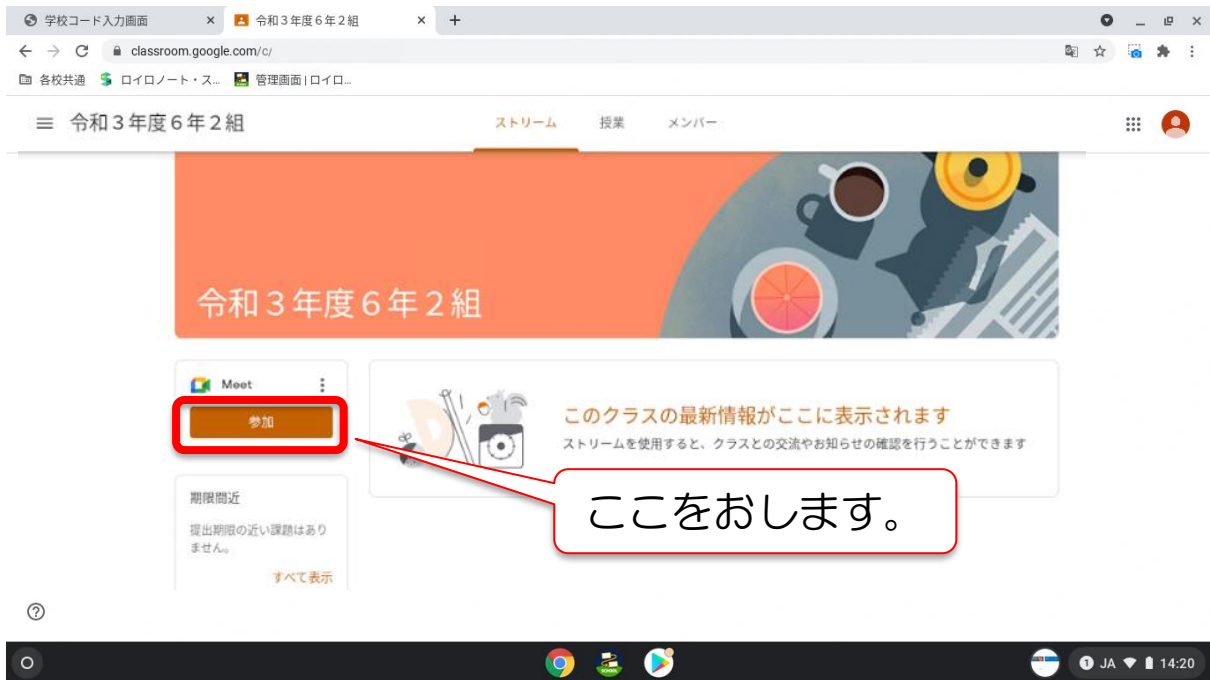 学校コード入力画面
令和３年度６年２組
classroom.google.com/c/
各校共通 ロイロノート・ス... 管理画面 | ロイロ...
令和３年度６年２組
ストリーム 授業 メンバー
令和３年度６年２組
Meet
参加
このクラスの最新情報がここに表示されます
ストリームを使用すると、クラスとの交流やお知らせの確認を行うことができます
ここをおします。
期限間近
提出期限の近い課題はあり
ません。
すべて表示
1 JA 14:20